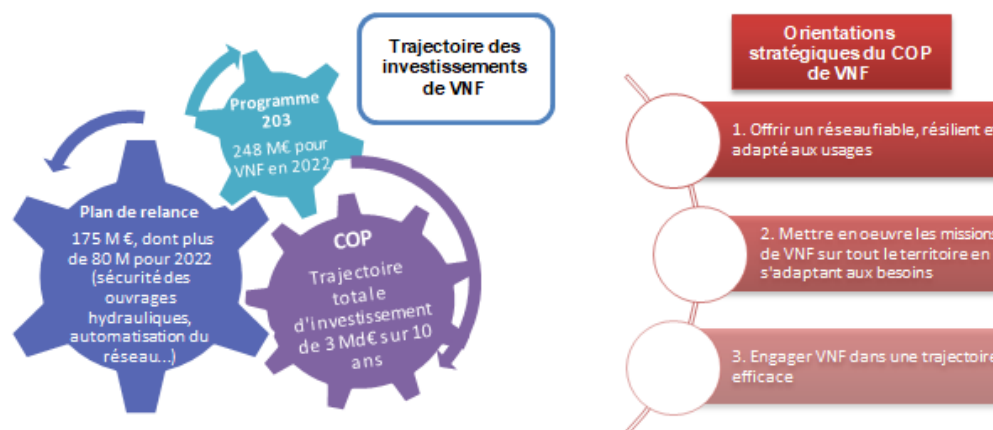 Trajectoire des
investissements
de VNF
Programme
203
248 M€ pour
VNF en 2022
Plan de relance
175 M €, dont plus
de 80 M pour 2022
(sécurité des
ouvrages
hydrauliques,
automatisation du
réseau...)
COP
Trajectoire
totale
d'investissement
de 3 Md€ sur 10
ans
Orientations
stratégiques du COP
de VNF
1. Offrir un réseau fiable, résilient et
adapté aux usages
2. Mettre en oeuvre les missions
de VNF sur tout le territoire en
s'adaptant aux besoins
3. Engager VNF dans une trajectoire
efficace